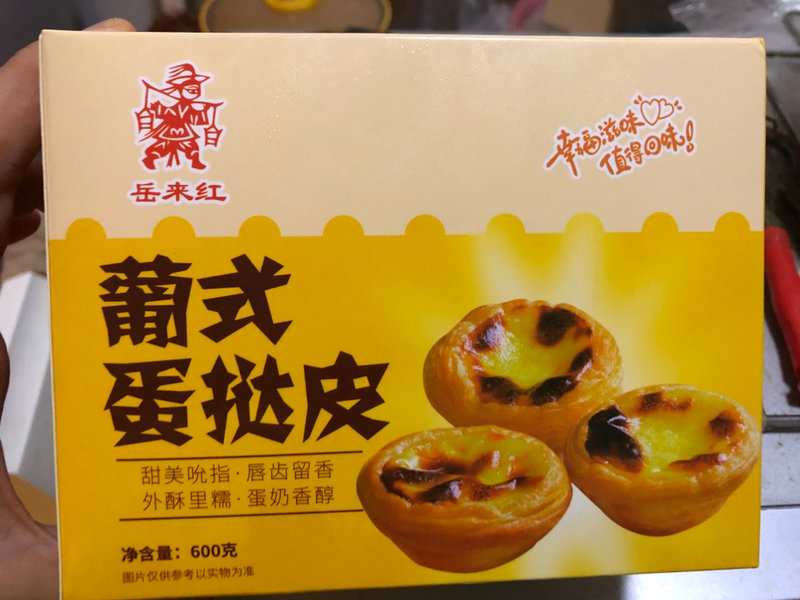 岳来红
幸福滋味
值得回味!
葡式
蛋挞皮
甜美吮指·唇齿留香
外酥里糯·蛋奶香醇
净含量：600克
图片仅供参考以实物为准